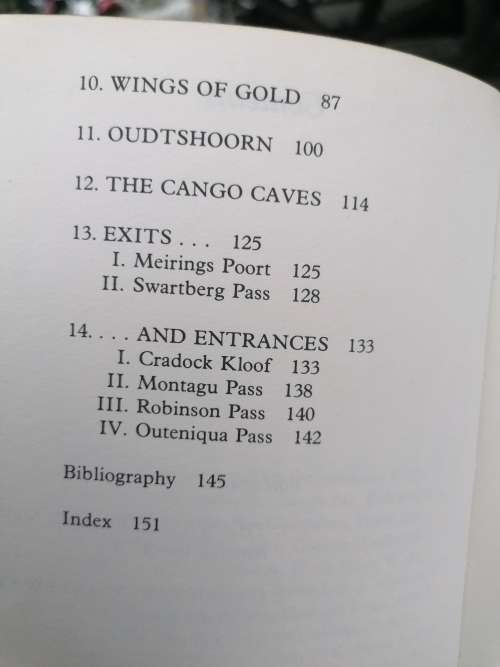 10. WINGS OF GOLD 87
11. OUDTSHOORN 100
12. THE CANGO CAVES 114
13. EXITS . . . 125
I. Meirings Poort 125
II. Swartberg Pass 128
14. . . . AND ENTRANCES 133
I. Cradock Kloof 133
II. Montagu Pass 138
III. Robinson Pass 140
IV. Outeniqua Pass 142
Bibliography 145
Index 151